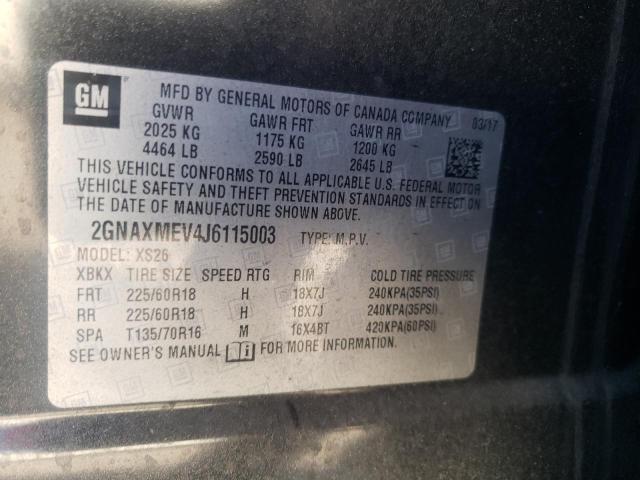 GM
MFD BY GENERAL MOTORS OF CANADA COMPANY
03/17
GVWR GAWR FRT GAWR RR
2025 KG 1175 KG 1200 KG
4464 LB 2590 LB 2645 LB
THIS VEHICLE CONFORMS TO ALL APPLICABLE U.S. FEDERAL MOTOR
VEHICLE SAFETY AND THEFT PREVENTION STANDARDS IN EFFECT ON
THE DATE OF MANUFACTURE SHOWN ABOVE.
2GNAXMEV4J6115003 TYPE: M.P.V.
MODEL: XS26
XBKX TIRE SIZE SPEED RTG RIM COLD TIRE PRESSURE
FRT 225/60R18 H 18X7J 240KPA(35PSI)
RR 225/60R18 H 18X7J 240KPA(35PSI)
SPA T135/70R16 M 16X4BT 420KPA(60PSI)
SEE OWNER'S MANUAL FOR MORE INFORMATION.